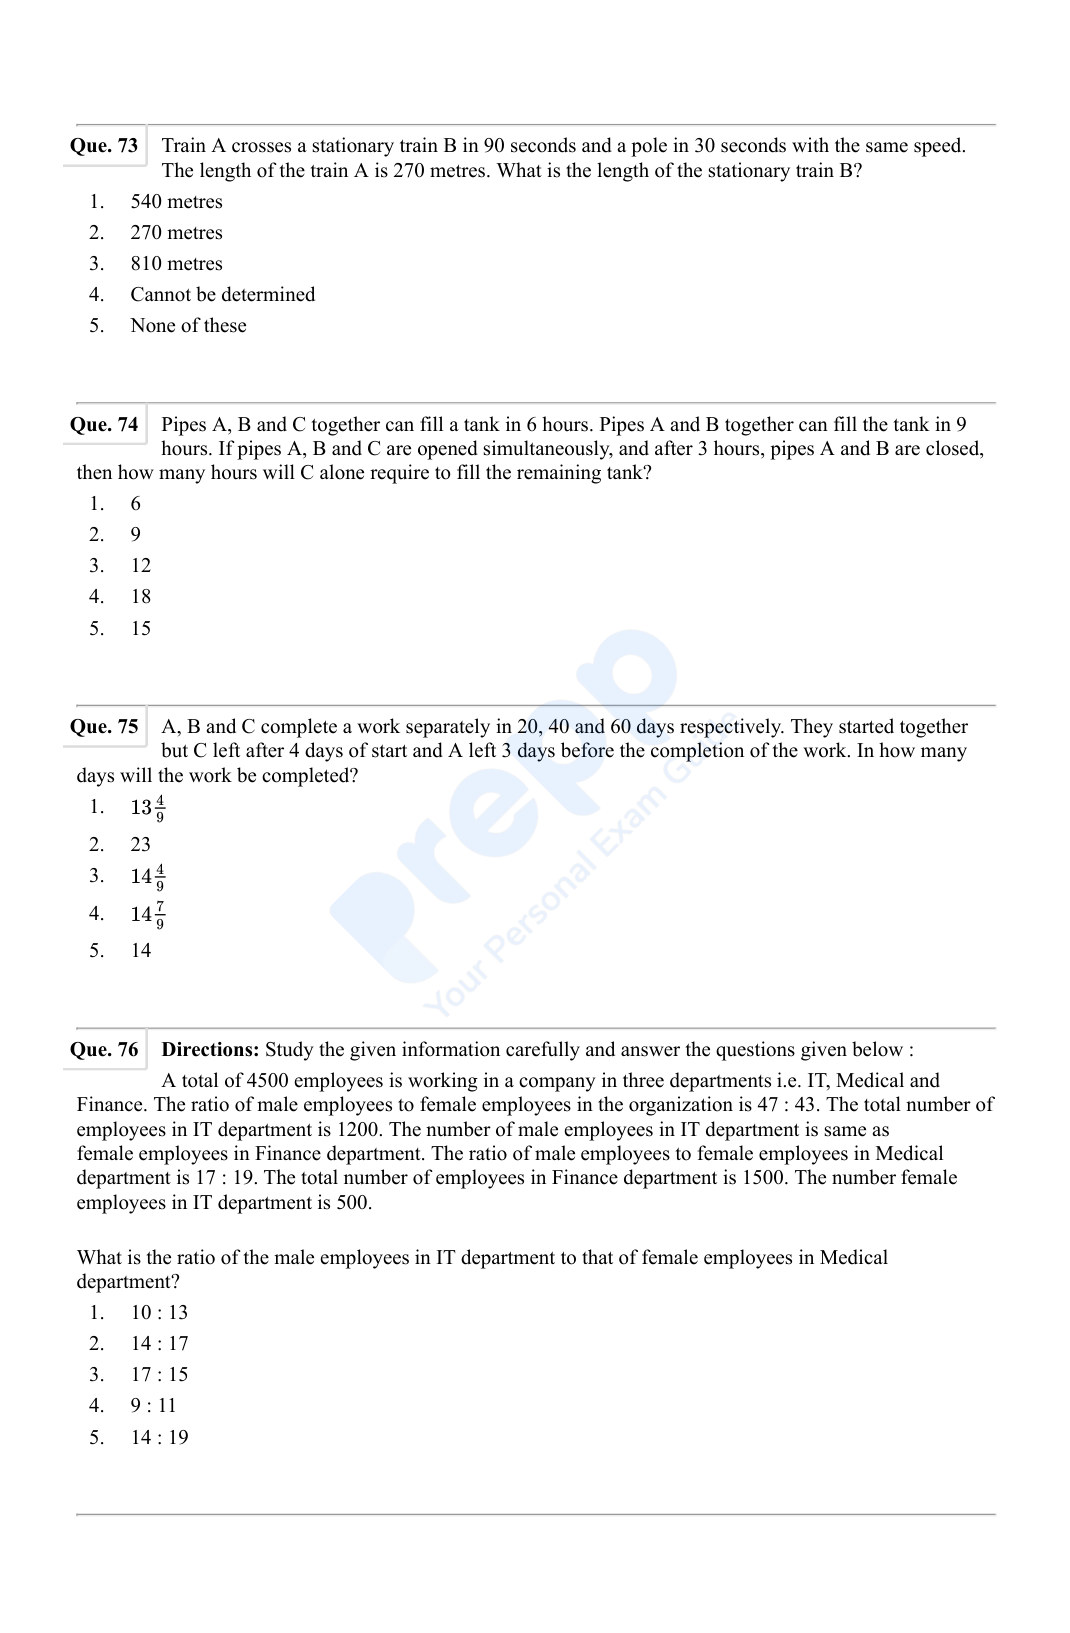 Que. 73 Train A crosses a stationary train B in 90 seconds and a pole in 30 seconds with the same speed.
The length of the train A is 270 metres. What is the length of the stationary train B?
1. 540 metres
2. 270 metres
3. 810 metres
4. Cannot be determined
5. None of these
Que. 74 Pipes A, B and C together can fill a tank in 6 hours. Pipes A and B together can fill the tank in 9
hours. If pipes A, B and C are opened simultaneously, and after 3 hours, pipes A and B are closed,
then how many hours will C alone require to fill the remaining tank?
1. 6
2. 9
3. 12
4. 18
5. 15
Que. 75 A, B and C complete a work separately in 20, 40 and 60 days respectively. They started together
but C left after 4 days of start and A left 3 days before the completion of the work. In how many
days will the work be completed?
1. 13 4/9
2. 23
3. 14 4/9
4. 14 7/9
5. 14
Que. 76 Directions: Study the given information carefully and answer the questions given below :
A total of 4500 employees is working in a company in three departments i.e. IT, Medical and
Finance. The ratio of male employees to female employees in the organization is 47 : 43. The total number of
employees in IT department is 1200. The number of male employees in IT department is same as
female employees in Finance department. The ratio of male employees to female employees in Medical
department is 17 : 19. The total number of employees in Finance department is 1500. The number female
employees in IT department is 500.
What is the ratio of the male employees in IT department to that of female employees in Medical
department?
1. 10 : 13
2. 14 : 17
3. 17 : 15
4. 9 : 11
5. 14 : 19
prepp
Your Personal Exam Guide